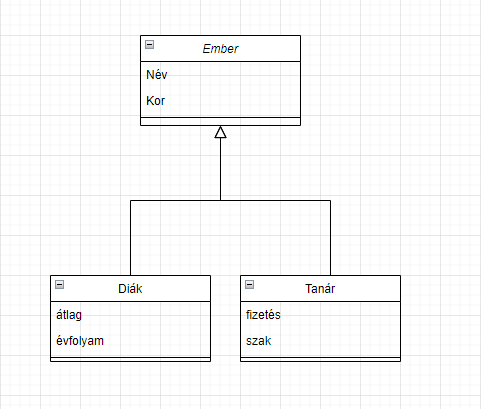 Ember
Név
Kor
Diák
átlag
évfolyam
Tanár
fizetés
szak